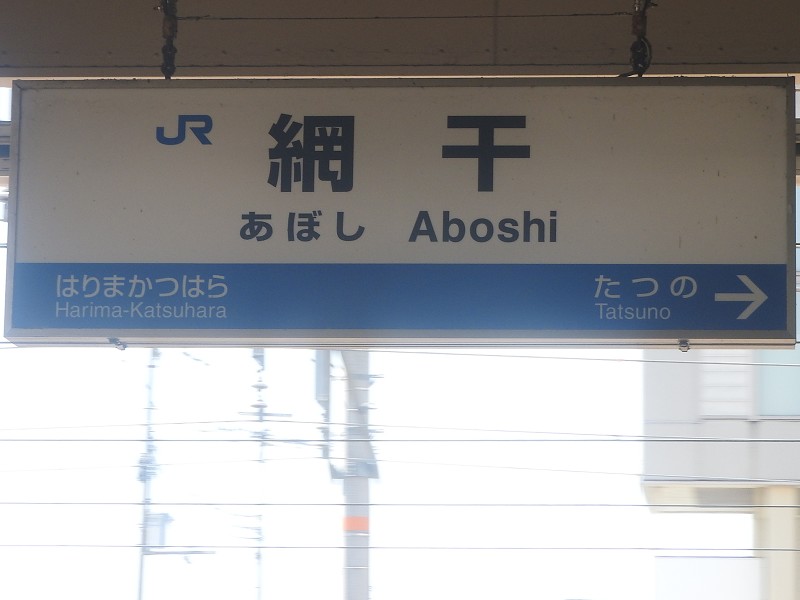 JR 網干
あぼし Aboshi
はりまかつはら たつの
Harima-Katsuhara Tatsuno